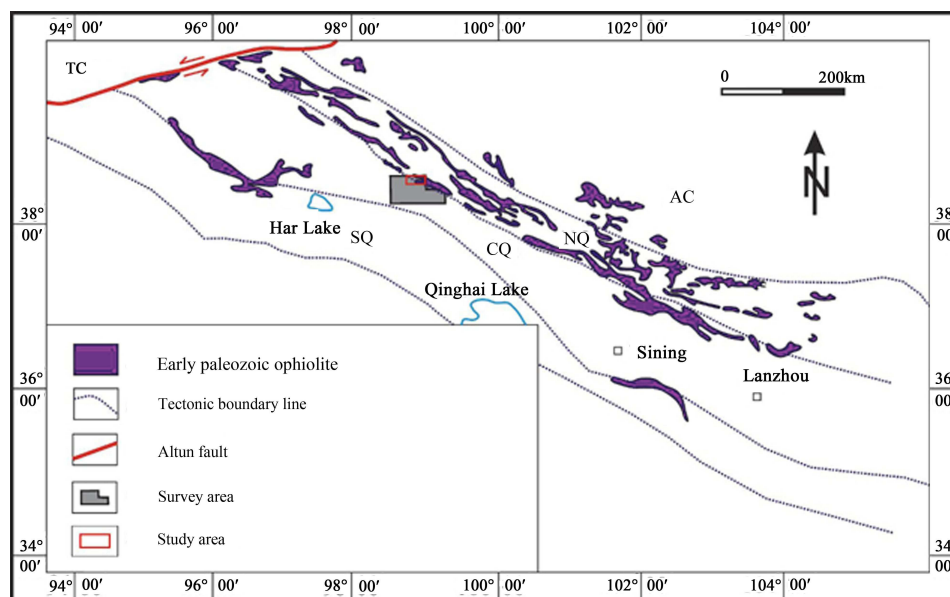 94° 00′ 96° 00′ 98° 00′ 100° 00′ 102° 00′ 104° 00′
TC
0 200km
N
AC
38°
00′
38°
00′
Har Lake
SQ
CQ
NQ
Qinghai Lake
Sining
Lanzhou
36°
00′
36°
00′
Early paleozoic ophiolite
Tectonic boundary line
Altun fault
Survey area
Study area
34°
00′
34°
00′
94° 00′ 96° 00′ 98° 00′ 100° 00′ 102° 00′ 104° 00′